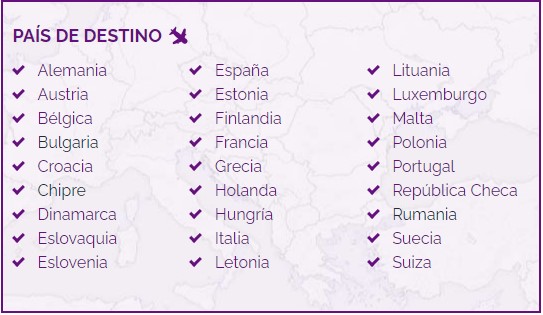 PAÍS DE DESTINO
Alemania
Austria
Bélgica
Bulgaria
Croacia
Chipre
Dinamarca
Eslovaquia
Eslovenia
España
Estonia
Finlandia
Francia
Grecia
Holanda
Hungría
Italia
Letonia
Lituania
Luxemburgo
Malta
Polonia
Portugal
República Checa
Rumania
Suecia
Suiza